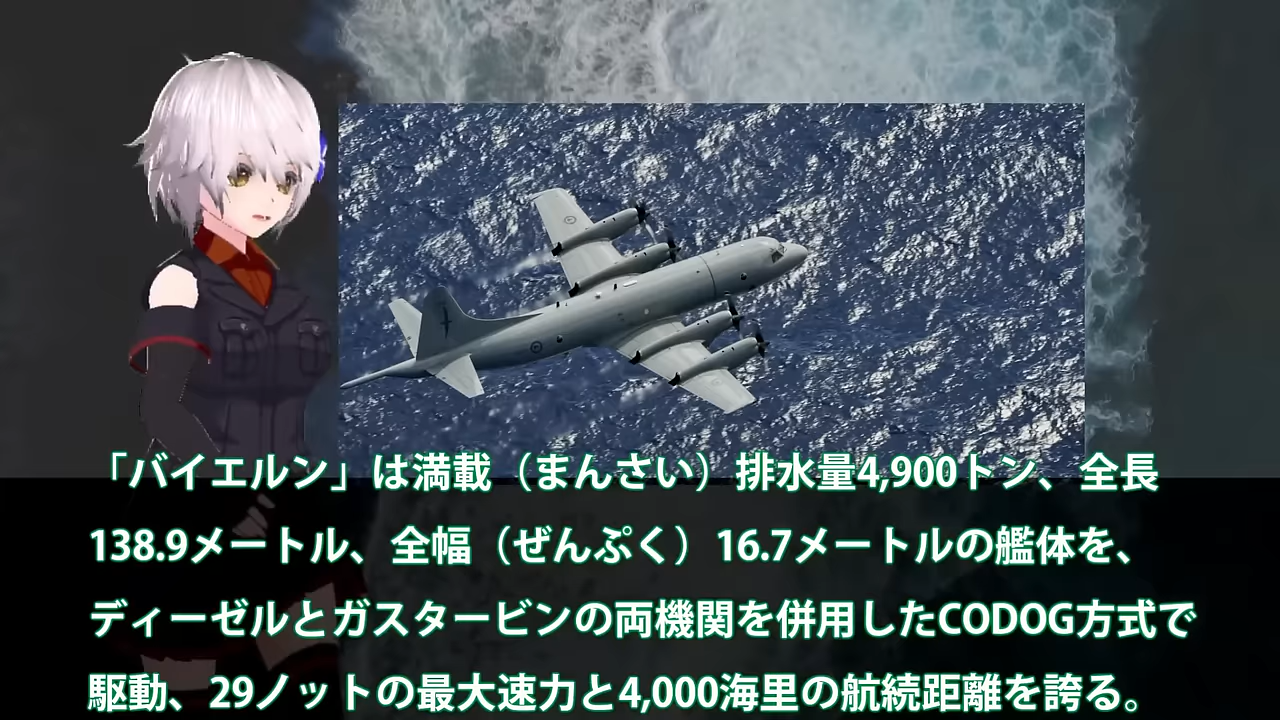 「バイエルン」は満載（まんさい）排水量4,900トン、全長
138.9メートル、全幅（ぜんぷく）16.7メートルの艦体を、
ディーゼルとガスタービンの両機関を併用したCODOG方式で
駆動、29ノットの最大速力と4,000海里の航続距離を誇る。